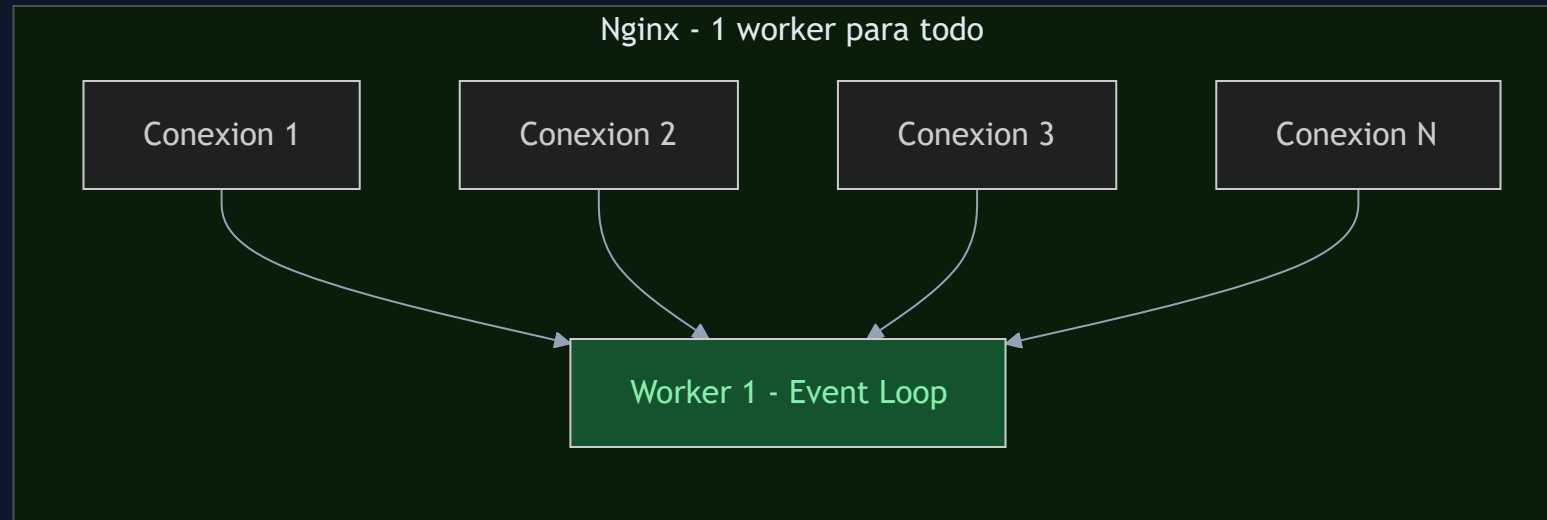 Nginx - 1 worker para todo
Conexion 1
Conexion 2
Conexion 3
Conexion N
Worker 1 - Event Loop